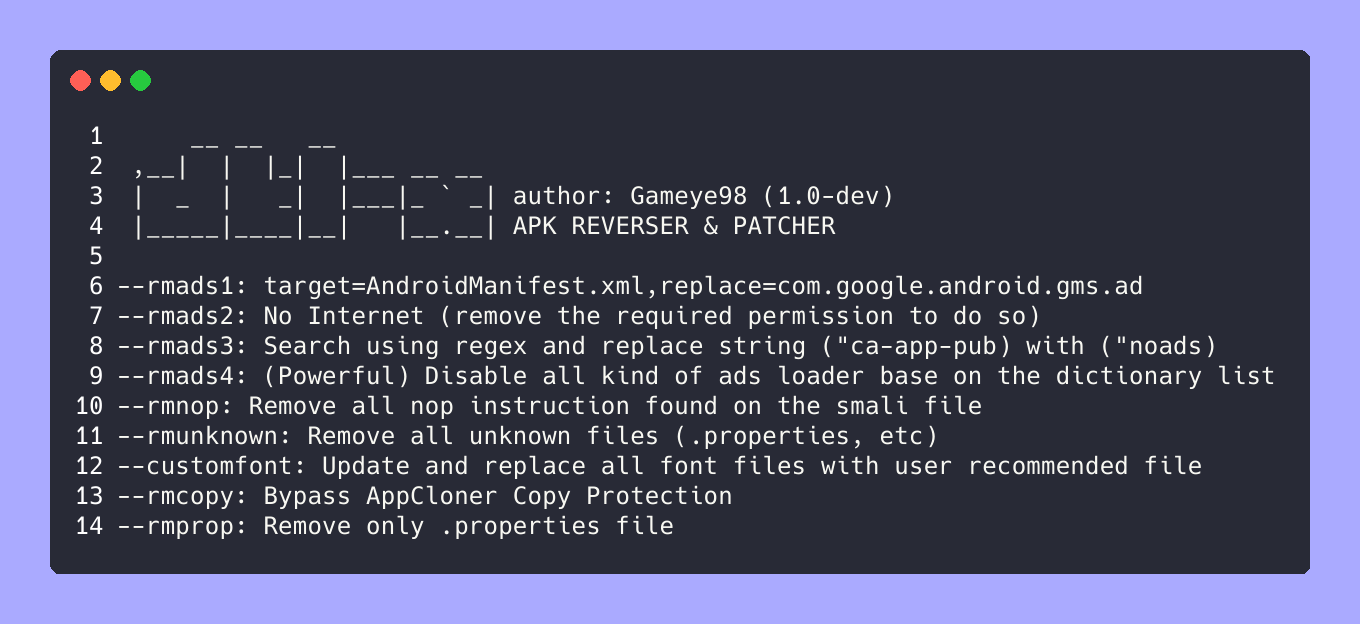 1      __ __   __
2  ,__|  |  |_|  |___ __ __
3  |  _  |   _|  |___|_ ` _| author: Gameye98 (1.0-dev)
4  |_____|____|__|   |__.__| APK REVERSER & PATCHER
5
6 --rmads1: target=AndroidManifest.xml,replace=com.google.android.gms.ad
7 --rmads2: No Internet (remove the required permission to do so)
8 --rmads3: Search using regex and replace string ("ca-app-pub) with ("noads)
9 --rmads4: (Powerful) Disable all kind of ads loader base on the dictionary list
10 --rmnop: Remove all nop instruction found on the smali file
11 --rmunknown: Remove all unknown files (.properties, etc)
12 --customfont: Update and replace all font files with user recommended file
13 --rmcopy: Bypass AppCloner Copy Protection
14 --rmprop: Remove only .properties file